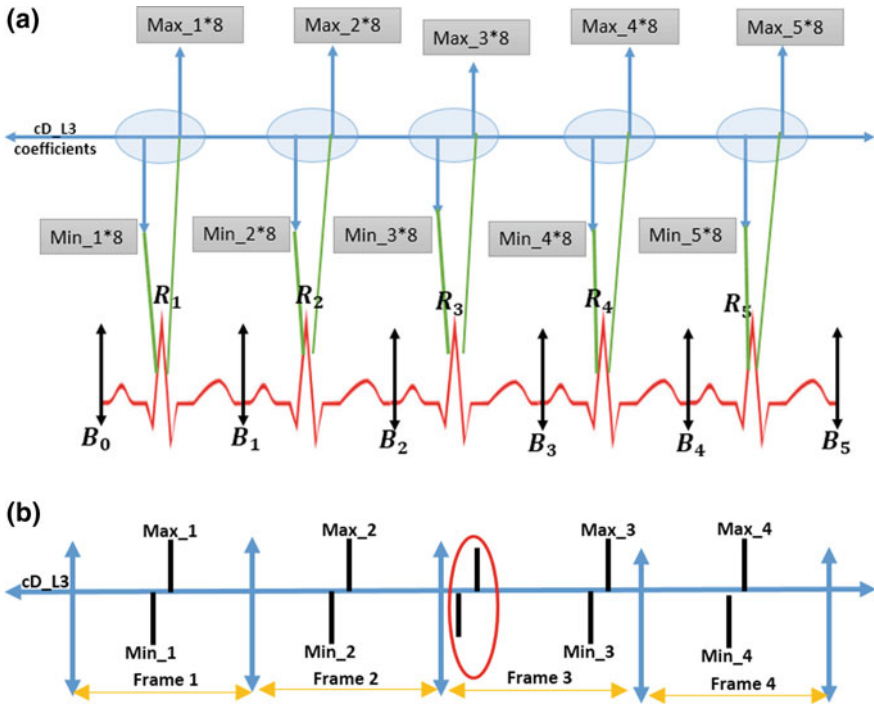 (a)
Max_1*8 Max_2*8 Max_3*8 Max_4*8 Max_5*8
cD_L3
coefficients
Min_1*8 Min_2*8 Min_3*8 Min_4*8 Min_5*8
R₁ R₂ R₃ R₄ R₅
B₀ B₁ B₂ B₃ B₄ B₅
(b)
Max_1 Max_2 Max_3 Max_4
cD_L3
Min_1 Min_2 Min_3 Min_4
Frame 1 Frame 2 Frame 3 Frame 4